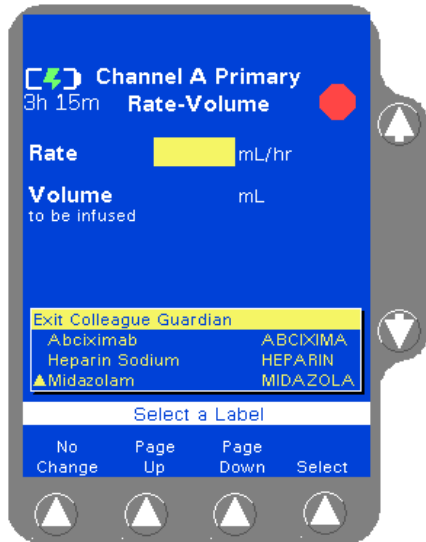 Channel A Primary
3h 15m Rate-Volume
Rate mL/hr
Volume mL
to be infused
Exit Colleague Guardian
Abciximab ABCIXIMA
Heparin Sodium HEPARIN
▲Midazolam MIDAZOLA
Select a Label
No Page Page
Change Up Down Select